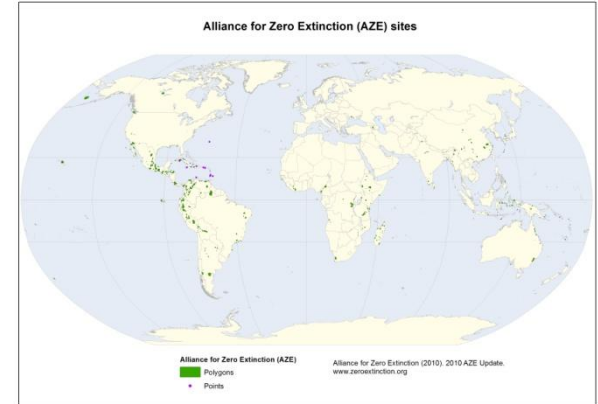 Alliance for Zero Extinction (AZE) sites
Alliance for Zero Extinction (AZE)
Polygons
Points
Alliance for Zero Extinction (2010). 2010 AZE Update.
www.zeroextinction.org